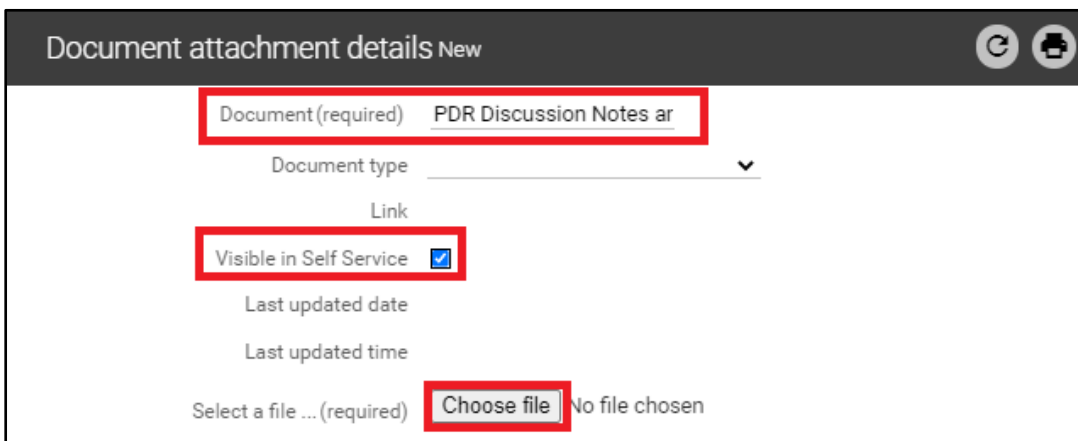 Document attachment details New
Document (required) PDR Discussion Notes ar
Document type
Link
Visible in Self Service
Last updated date
Last updated time
Select a file ... (required) Choose file No file chosen